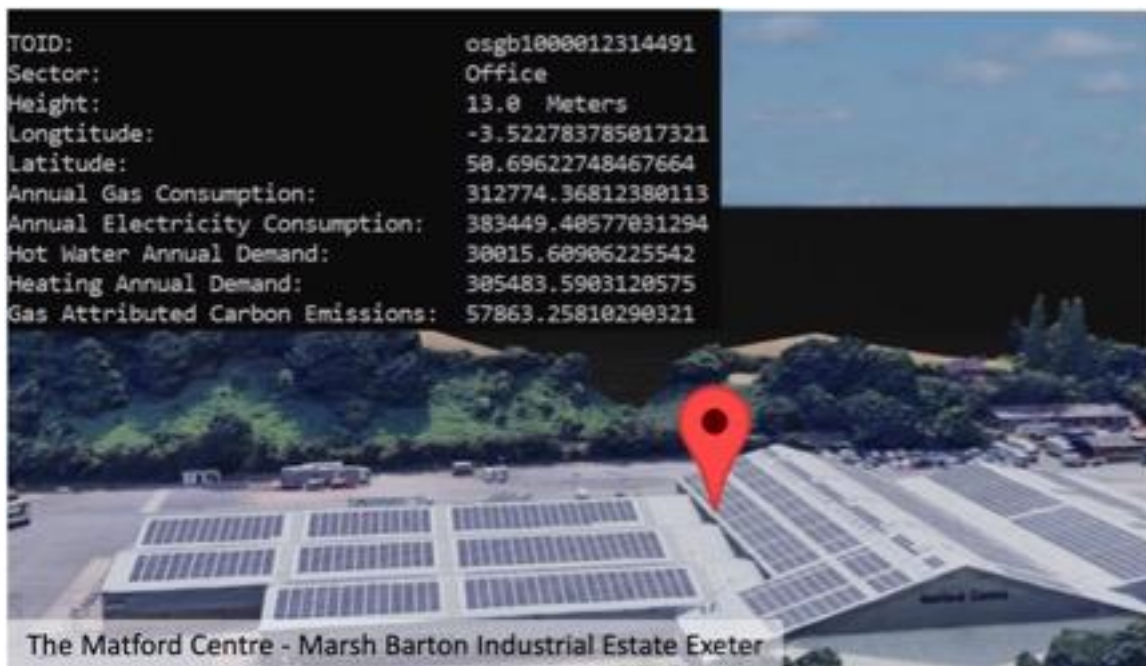 TOID: osgb1000012314491
Sector: Office
Height: 13.0 Meters
Longtitude: -3.522783785017321
Latitude: 50.69622748467664
Annual Gas Consumption: 312774.36812380113
Annual Electricity Consumption: 383449.40577031294
Hot Water Annual Demand: 30015.60906225542
Heating Annual Demand: 305483.5903120575
Gas Attributed Carbon Emissions: 57863.25810290321
Matford Centre
The Matford Centre - Marsh Barton Industrial Estate Exeter